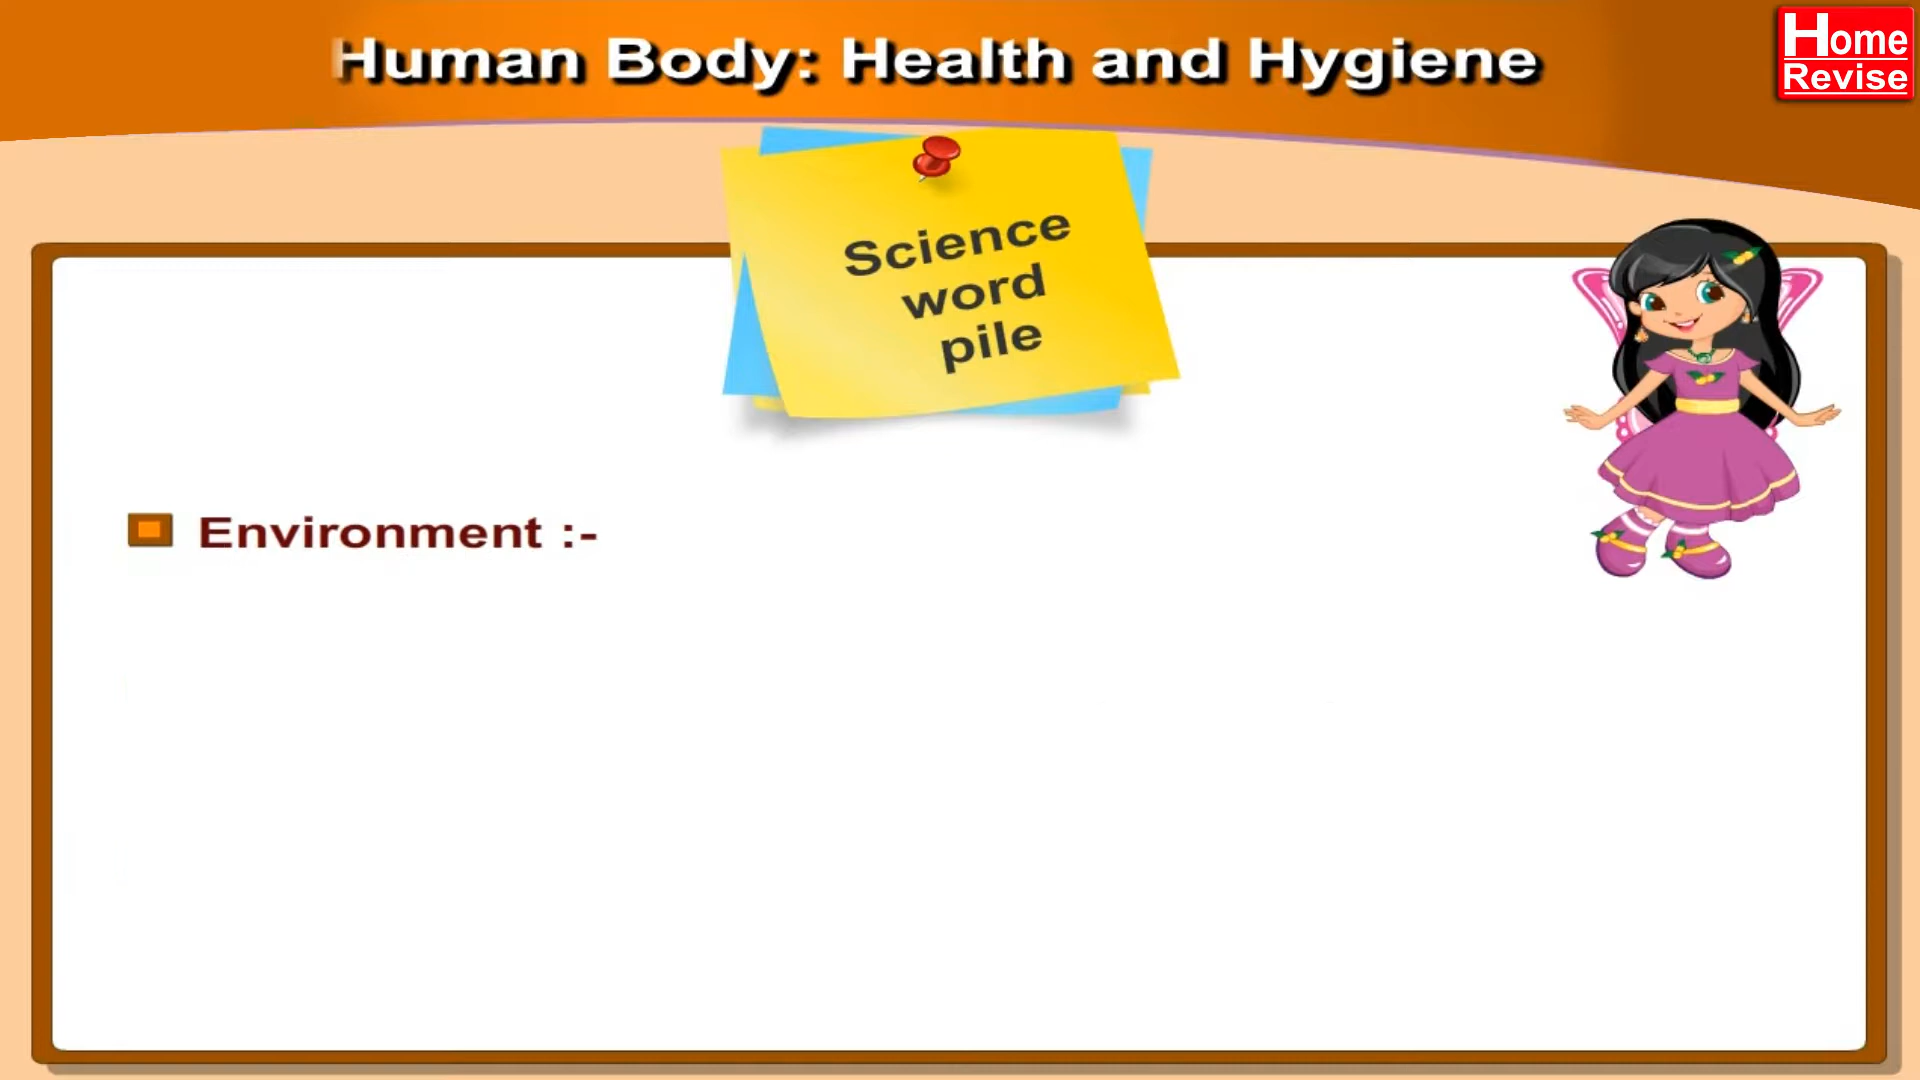 Human Body: Health and Hygiene
Home
Revise
Science
word
pile
Environment :-